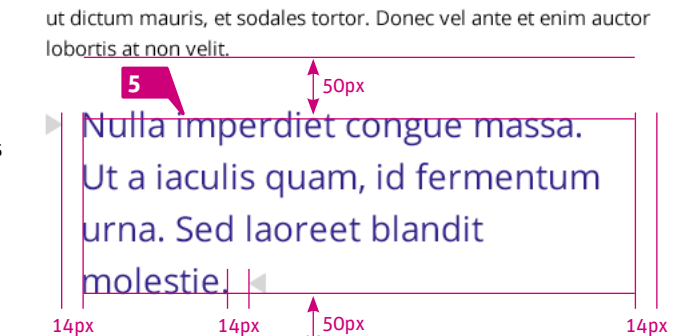 ut dictum mauris, et sodales tortor. Donec vel ante et enim auctor
lobortis at non velit.
5
50px
Nulla imperdiet congue massa.
Ut a iaculis quam, id fermentum
urna. Sed laoreet blandit
molestie.
14px
14px
50px
14px